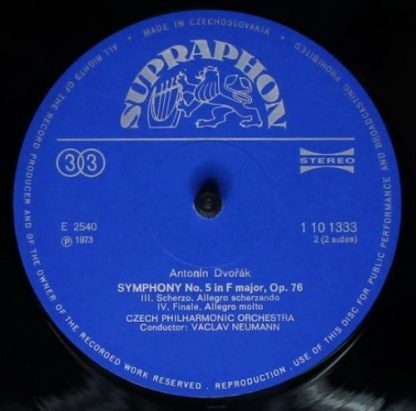 MADE IN CZECHOSLOVAKIA
ALL RIGHTS OF THE RECORD PRODUCER AND OF THE OWNER OF THE RECORDED WORK RESERVED. REPRODUCTION, USE OF THIS DISC FOR PUBLIC PERFORMANCE AND BROADCASTING PROHIBITED
SUPRAPHON
33
STEREO
E 2540
1 10 1333
℗ 1973
2 (2 sides)
Antonín Dvořák
SYMPHONY No. 5 in F major, Op. 76
III. Scherzo. Allegro scherzando
IV. Finale. Allegro molto
CZECH PHILHARMONIC ORCHESTRA
Conductor: VÁCLAV NEUMANN